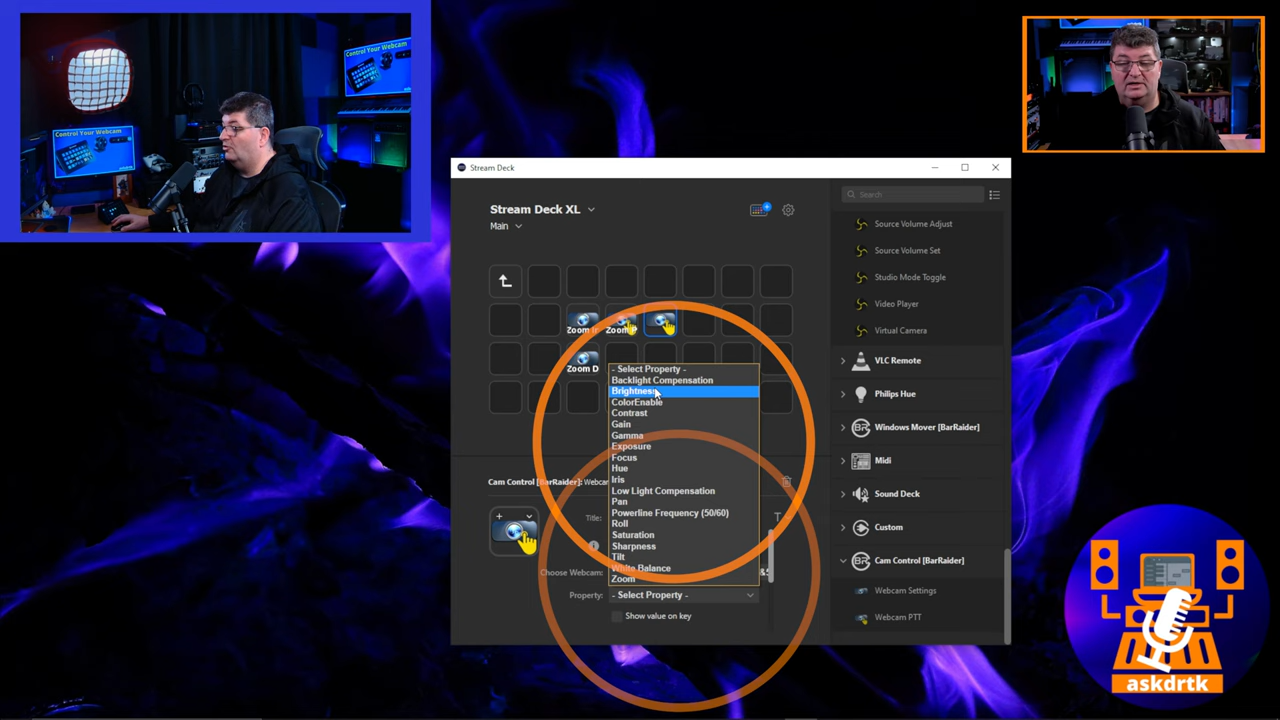 Control Your Webcam
Control Your Webcam
Stream Deck
Stream Deck XL
Main
Search
Source Volume Adjust
Source Volume Set
Studio Mode Toggle
Video Player
Virtual Camera
VLC Remote
Philips Hue
Windows Mover [BarRaider]
Midi
Sound Deck
Custom
Cam Control [BarRaider]
Webcam Settings
Webcam PTT
Zoom In
Zoom P
Zoom D
- Select Property -
Backlight Compensation
Brightness
ColorEnable
Contrast
Gain
Gamma
Exposure
Focus
Hue
Iris
Low Light Compensation
Pan
Powerline Frequency (50/60)
Roll
Saturation
Sharpness
Tilt
White Balance
Zoom
Cam Control [BarRaider]: Webcam
Title:
T
Choose Webcam:
Property:
- Select Property -
Show value on key
askdrtk